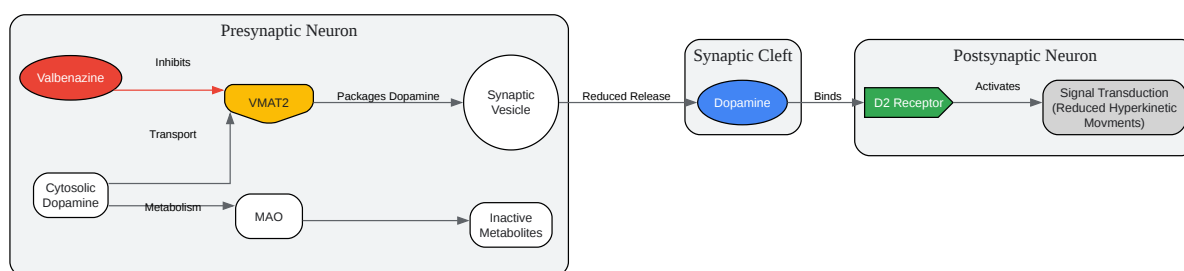 Presynaptic Neuron
Valbenazine
Inhibits
VMAT2
Packages Dopamine
Synaptic
Vesicle
Transport
Cytosolic
Dopamine
Metabolism
MAO
Inactive
Metabolites
Reduced Release
Synaptic Cleft
Dopamine
Binds
Postsynaptic Neuron
D2 Receptor
Activates
Signal Transduction
(Reduced Hyperkinetic
Movments)